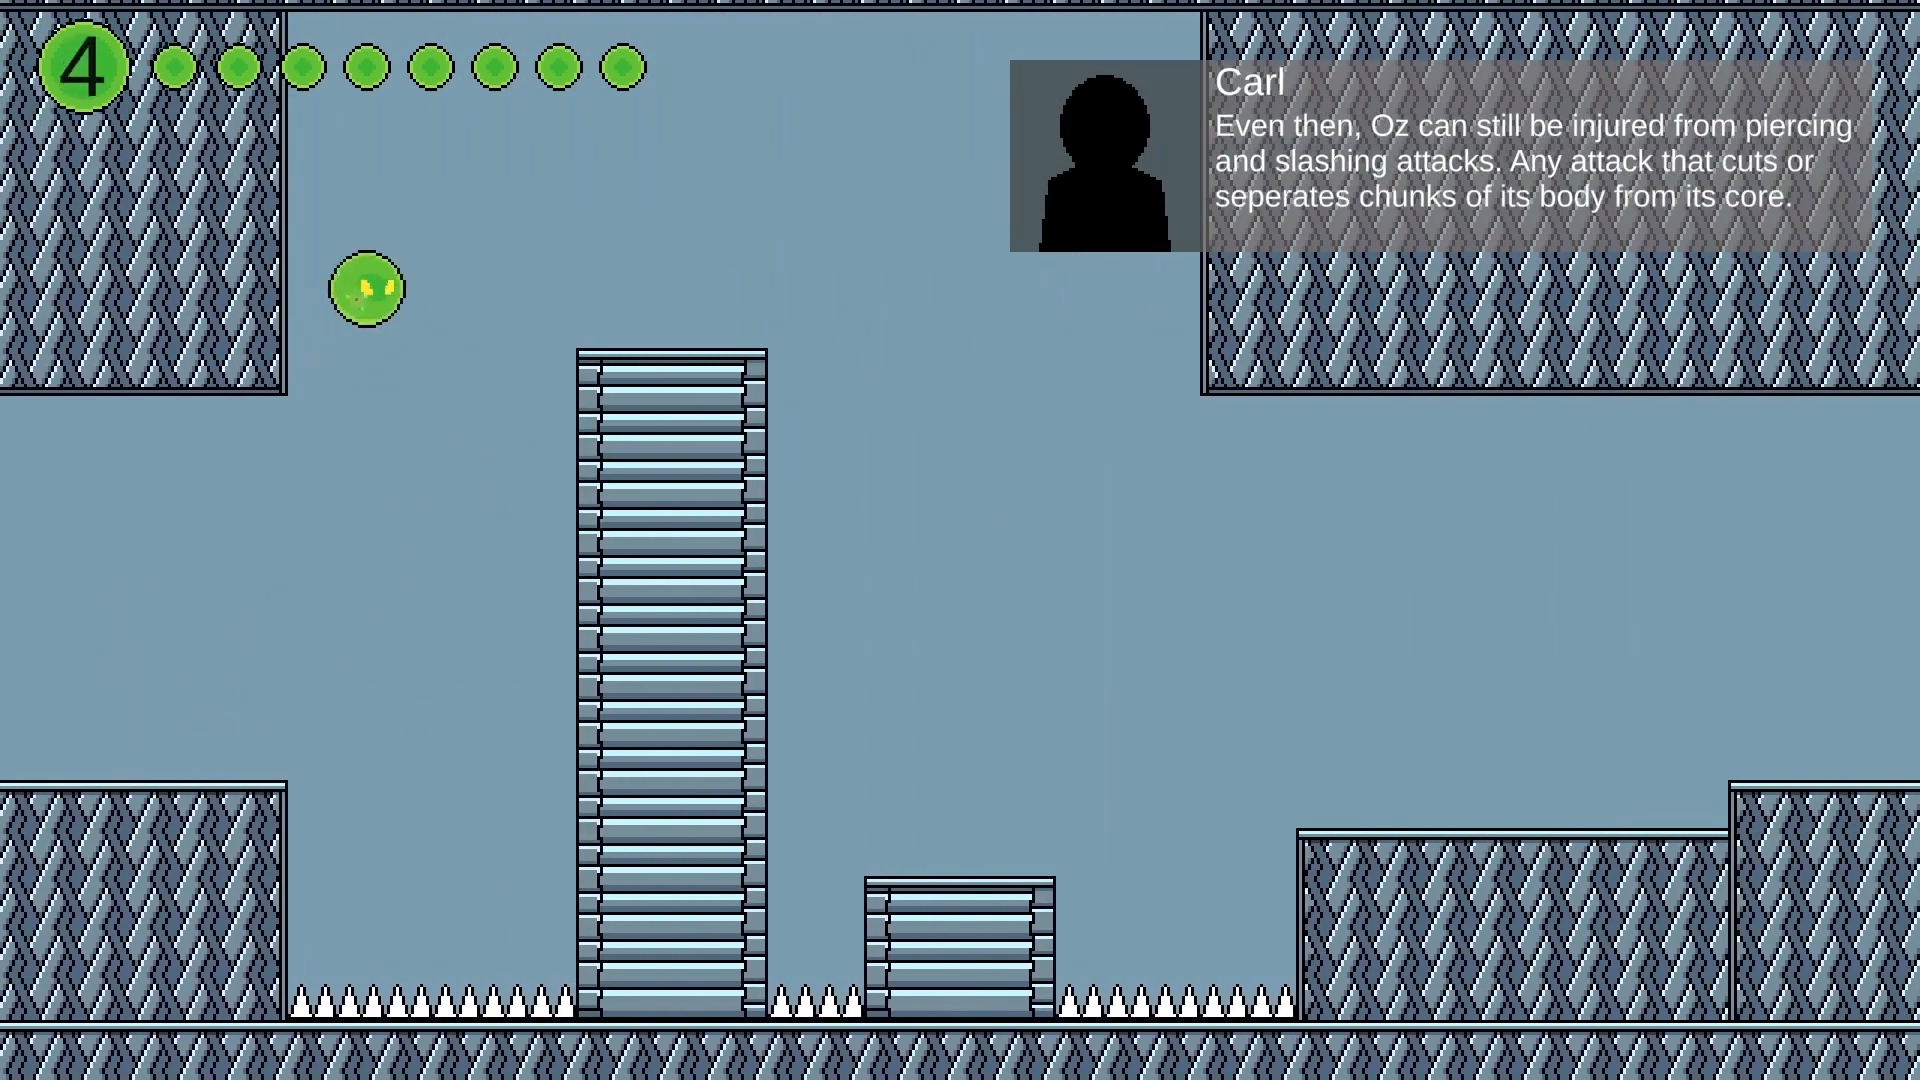 4
Carl
Even then, Oz can still be injured from piercing
and slashing attacks. Any attack that cuts or
seperates chunks of its body from its core.